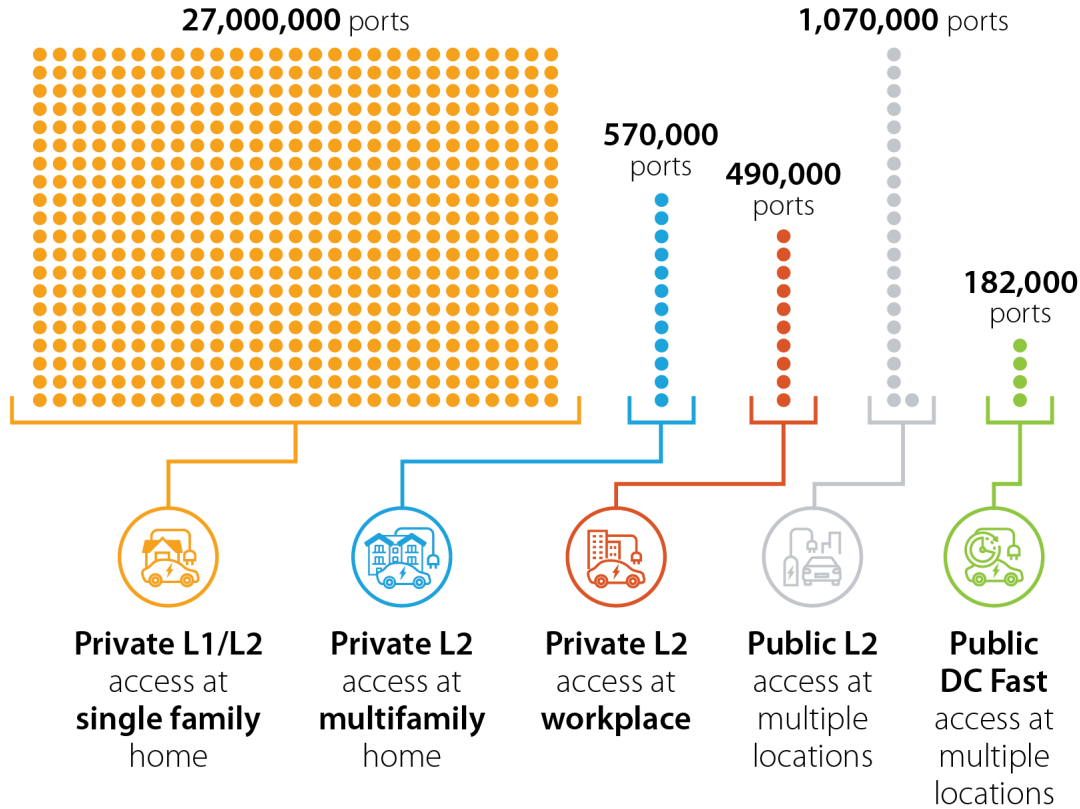 27,000,000 ports
1,070,000 ports
570,000
ports
490,000
ports
182,000
ports
Private L1/L2
access at
single family
home
Private L2
access at
multifamily
home
Private L2
access at
workplace
Public L2
access at
multiple
locations
Public
DC Fast
access at
multiple
locations